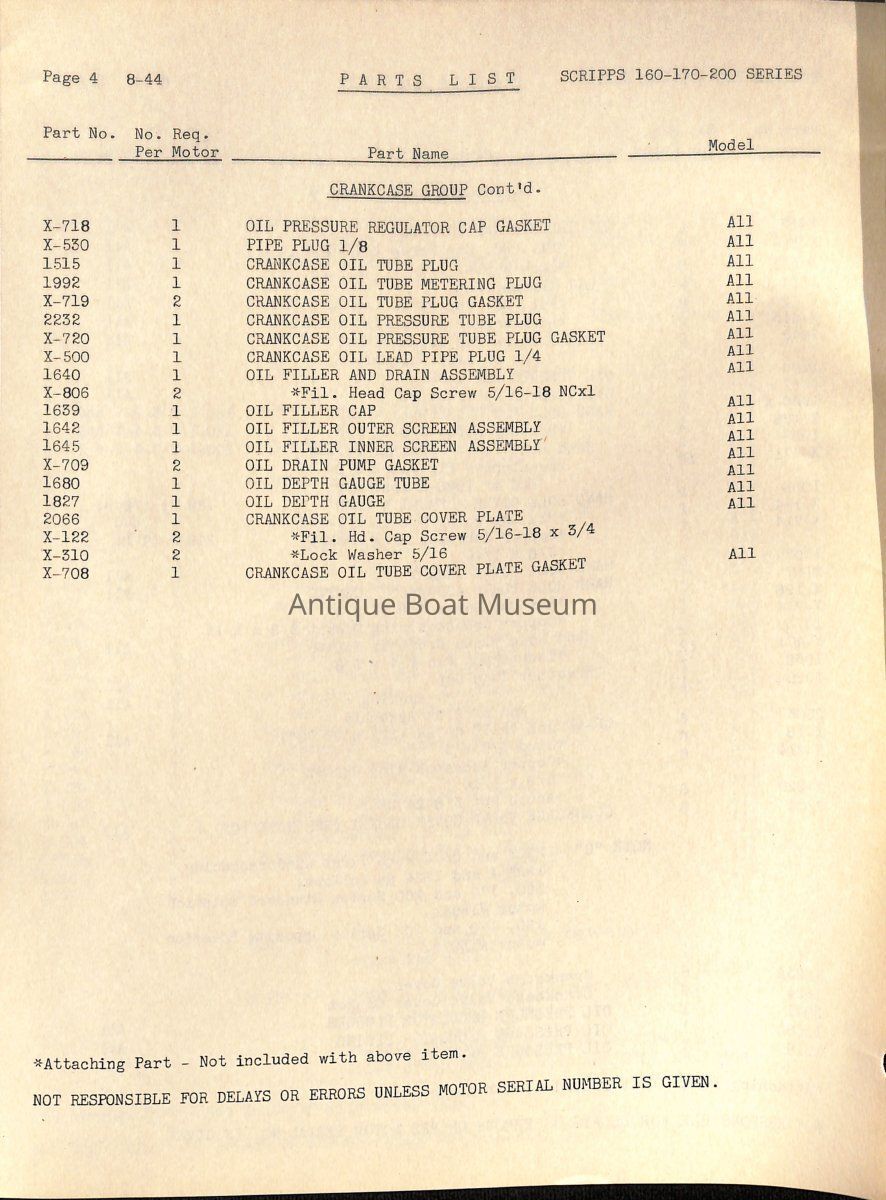 Page 4 8-44 PARTS LIST SCRIPPS 160-170-200 SERIES
Part No. No. Req. Per Motor Part Name Model
CRANKCASE GROUP Cont'd.
X-718 1 OIL PRESSURE REGULATOR CAP GASKET All
X-530 1 PIPE PLUG 1/8 All
1515 1 CRANKCASE OIL TUBE PLUG All
1992 1 CRANKCASE OIL TUBE METERING PLUG All
X-719 2 CRANKCASE OIL TUBE PLUG GASKET All
2232 1 CRANKCASE OIL PRESSURE TUBE PLUG All
X-720 1 CRANKCASE OIL PRESSURE TUBE PLUG GASKET All
X-500 1 CRANKCASE OIL LEAD PIPE PLUG 1/4 All
1640 1 OIL FILLER AND DRAIN ASSEMBLY All
X-806 2 *Fil. Head Cap Screw 5/16-18 NCx1
1639 1 OIL FILLER CAP All
1642 1 OIL FILLER OUTER SCREEN ASSEMBLY All
1645 1 OIL FILLER INNER SCREEN ASSEMBLY All
X-709 2 OIL DRAIN PUMP GASKET All
1680 1 OIL DEPTH GAUGE TUBE All
1827 1 OIL DEPTH GAUGE All
2066 1 CRANKCASE OIL TUBE COVER PLATE All
X-122 2 *Fil. Hd. Cap Screw 5/16-18 x 3/4
X-310 2 *Lock Washer 5/16
X-708 1 CRANKCASE OIL TUBE COVER PLATE GASKET All
Antique Boat Museum
*Attaching Part - Not included with above item.
NOT RESPONSIBLE FOR DELAYS OR ERRORS UNLESS MOTOR SERIAL NUMBER IS GIVEN.